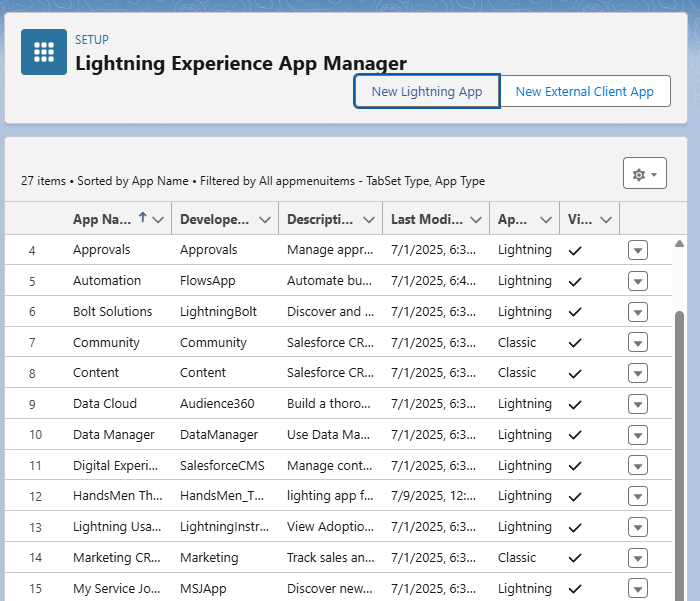 SETUP
Lightning Experience App Manager
New Lightning App New External Client App
27 items • Sorted by App Name • Filtered by All appmenuitems - TabSet Type, App Type
App Na... Develope... Descripti... Last Modi... Ap... Vi...
4 Approvals Approvals Manage appr... 7/1/2025, 6:3... Lightning
5 Automation FlowsApp Automate bu... 7/1/2025, 6:4... Lightning
6 Bolt Solutions LightningBolt Discover and ... 7/1/2025, 6:3... Lightning
7 Community Community Salesforce CR... 7/1/2025, 6:3... Classic
8 Content Content Salesforce CR... 7/1/2025, 6:3... Classic
9 Data Cloud Audience360 Build a thoro... 7/1/2025, 6:3... Lightning
10 Data Manager DataManager Use Data Ma... 7/1/2025, 6:3... Lightning
11 Digital Experi... SalesforceCMS Manage cont... 7/1/2025, 6:3... Lightning
12 HandsMen Th... HandsMen_T... lighting app f... 7/9/2025, 12:... Lightning
13 Lightning Usa... LightningInstr... View Adoptio... 7/1/2025, 6:3... Lightning
14 Marketing CR... Marketing Track sales an... 7/1/2025, 6:3... Classic
15 My Service Jo... MSJApp Discover new... 7/1/2025, 6:3... Lightning